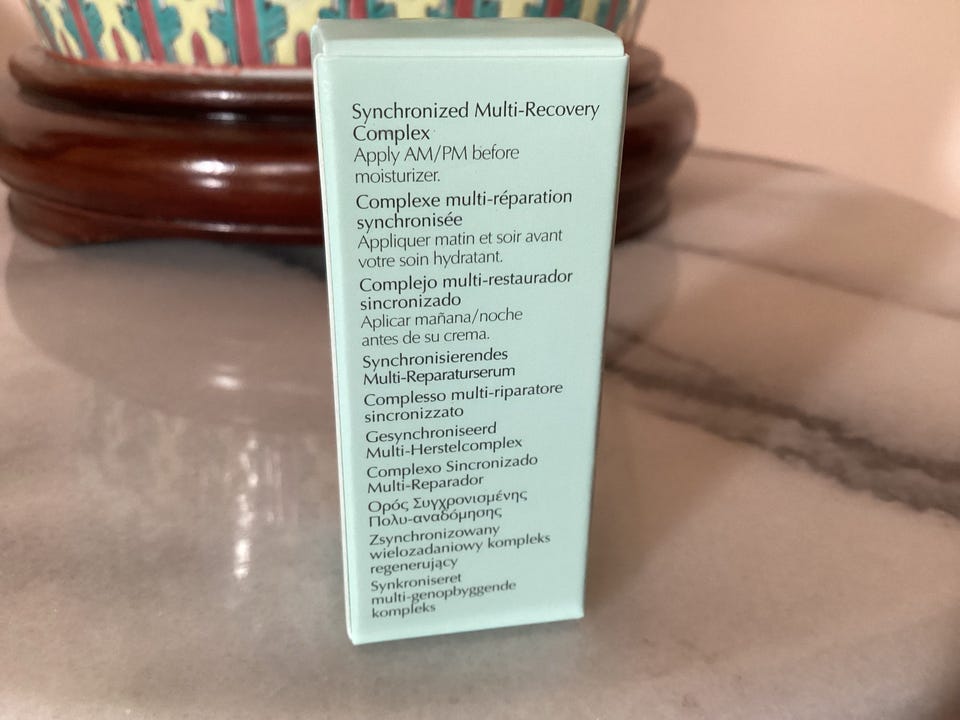 Synchronized Multi-Recovery
Complex
Apply AM/PM before
moisturizer.
Complexe multi-réparation
synchronisée
Appliquer matin et soir avant
votre soin hydratant.
Complejo multi-restaurador
sincronizado
Aplicar mañana/noche
antes de su crema.
Synchronisierendes
Multi-Reparaturserum
Complesso multi-riparatore
sincronizzato
Gesynchroniseerd
Multi-Herstelcomplex
Complexo Sincronizado
Multi-Reparador
Ορός Συγχρονισμένης
Πολυ-αναδόμησης
Zsynchronizowany
wielozadaniowy kompleks
regenerujący
Synkroniseret
multi-genopbyggende
kompleks